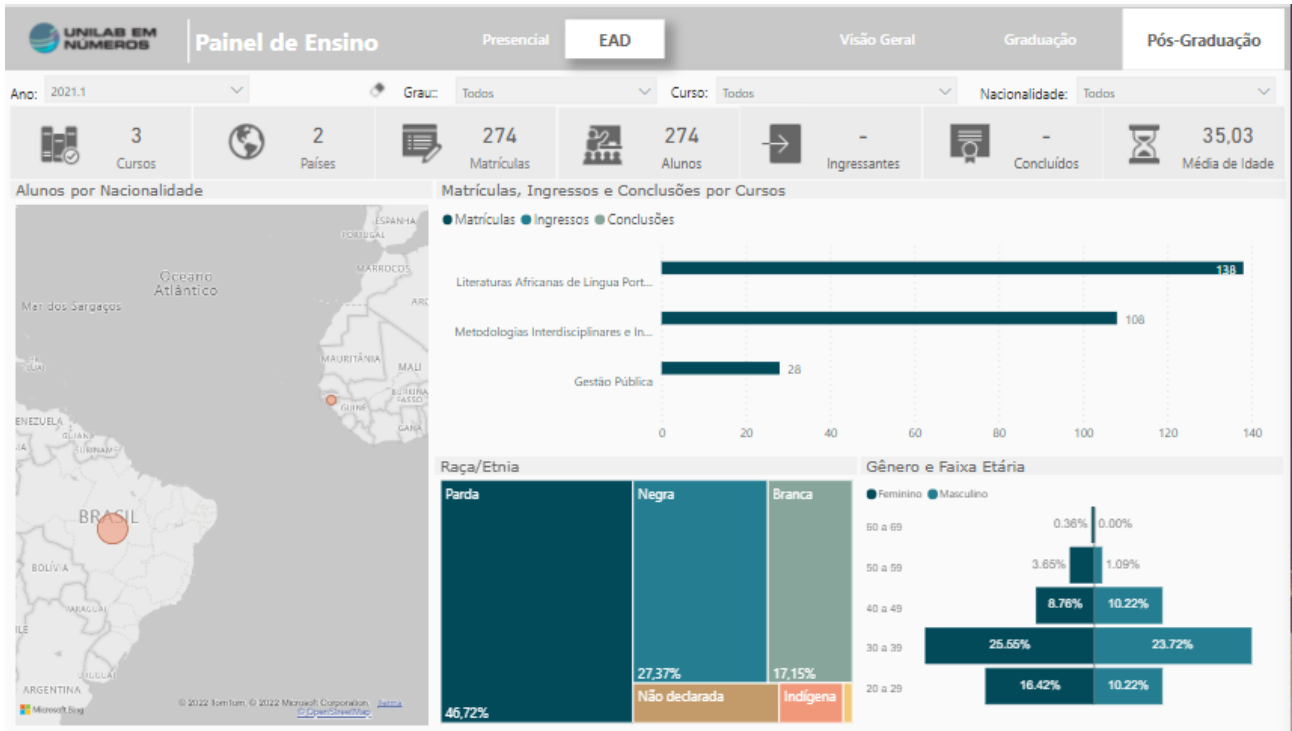 UNILAB EM
NÚMEROS
Painel de Ensino
Presencial
EAD
Visão Geral
Graduação
Pós-Graduação
Ano: 2021.1
Grau:: Todos
Curso: Todos
Nacionalidade: Todos
3
Cursos
2
Países
274
Matrículas
274
Alunos
-
Ingressantes
-
Concluídos
35,03
Média de Idade
Alunos por Nacionalidade
ESPANHA
PORTUGAL
MARROCOS
Oceano
Atlântico
Mar dos Sargaços
MAURITÂNIA
MALI
BURKINA
FASSO
GUINÉ
GANA
ENEZUELA
GUIANA
SURINAME
BRASIL
BOLÍVIA
PARAGUAI
ILE
URUGUAI
ARGENTINA
Microsoft Bing
© 2022 TomTom, © 2022 Microsoft Corporation, Terms
© OpenStreetMap
Matrículas, Ingressos e Conclusões por Cursos
Matrículas Ingressos Conclusões
Literaturas Africanas de Lingua Port...
138
Metodologias Interdisciplinares e In...
108
Gestão Pública
28
0 20 40 60 80 100 120 140
Raça/Etnia
Parda
46,72%
Negra
27,37%
Branca
17,15%
Não declarada
Indígena
Gênero e Faixa Etária
Feminino Masculino
60 a 69 0.36% 0.00%
50 a 59 3.65% 1.09%
40 a 49 8.76% 10.22%
30 a 39 25.55% 23.72%
20 a 29 16.42% 10.22%